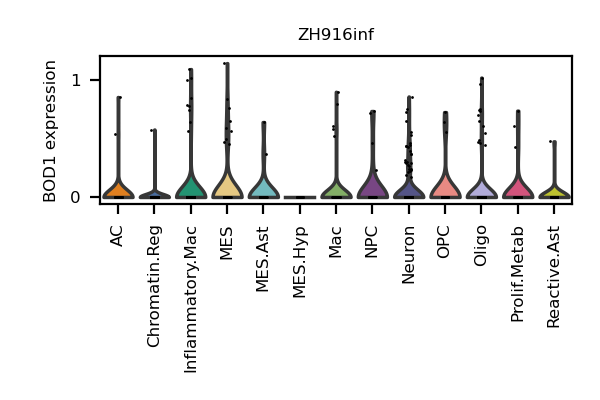 ZH916inf
BOD1 expression
1
0
AC
Chromatin.Reg
Inflammatory.Mac
MES
MES.Ast
MES.Hyp
Mac
NPC
Neuron
OPC
Oligo
Prolif.Metab
Reactive.Ast